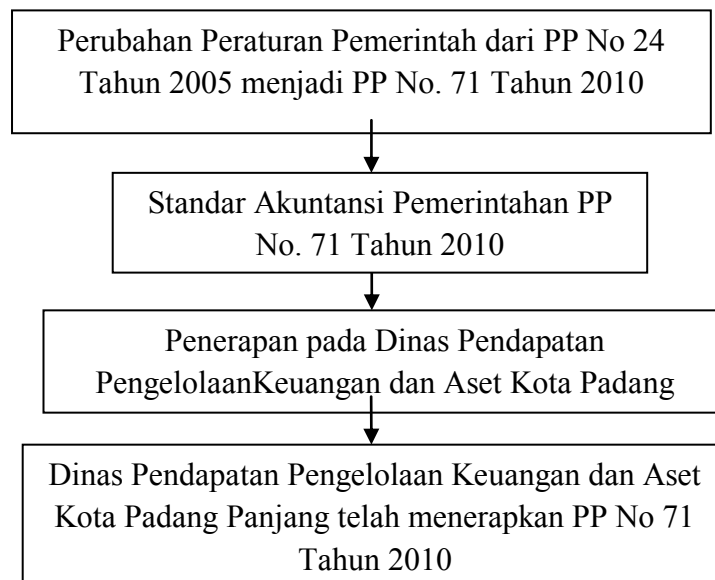 Perubahan Peraturan Pemerintah dari PP No 24
Tahun 2005 menjadi PP No. 71 Tahun 2010
Standar Akuntansi Pemerintahan PP
No. 71 Tahun 2010
Penerapan pada Dinas Pendapatan
PengelolaanKeuangan dan Aset Kota Padang
Dinas Pendapatan Pengelolaan Keuangan dan Aset
Kota Padang Panjang telah menerapkan PP No 71
Tahun 2010